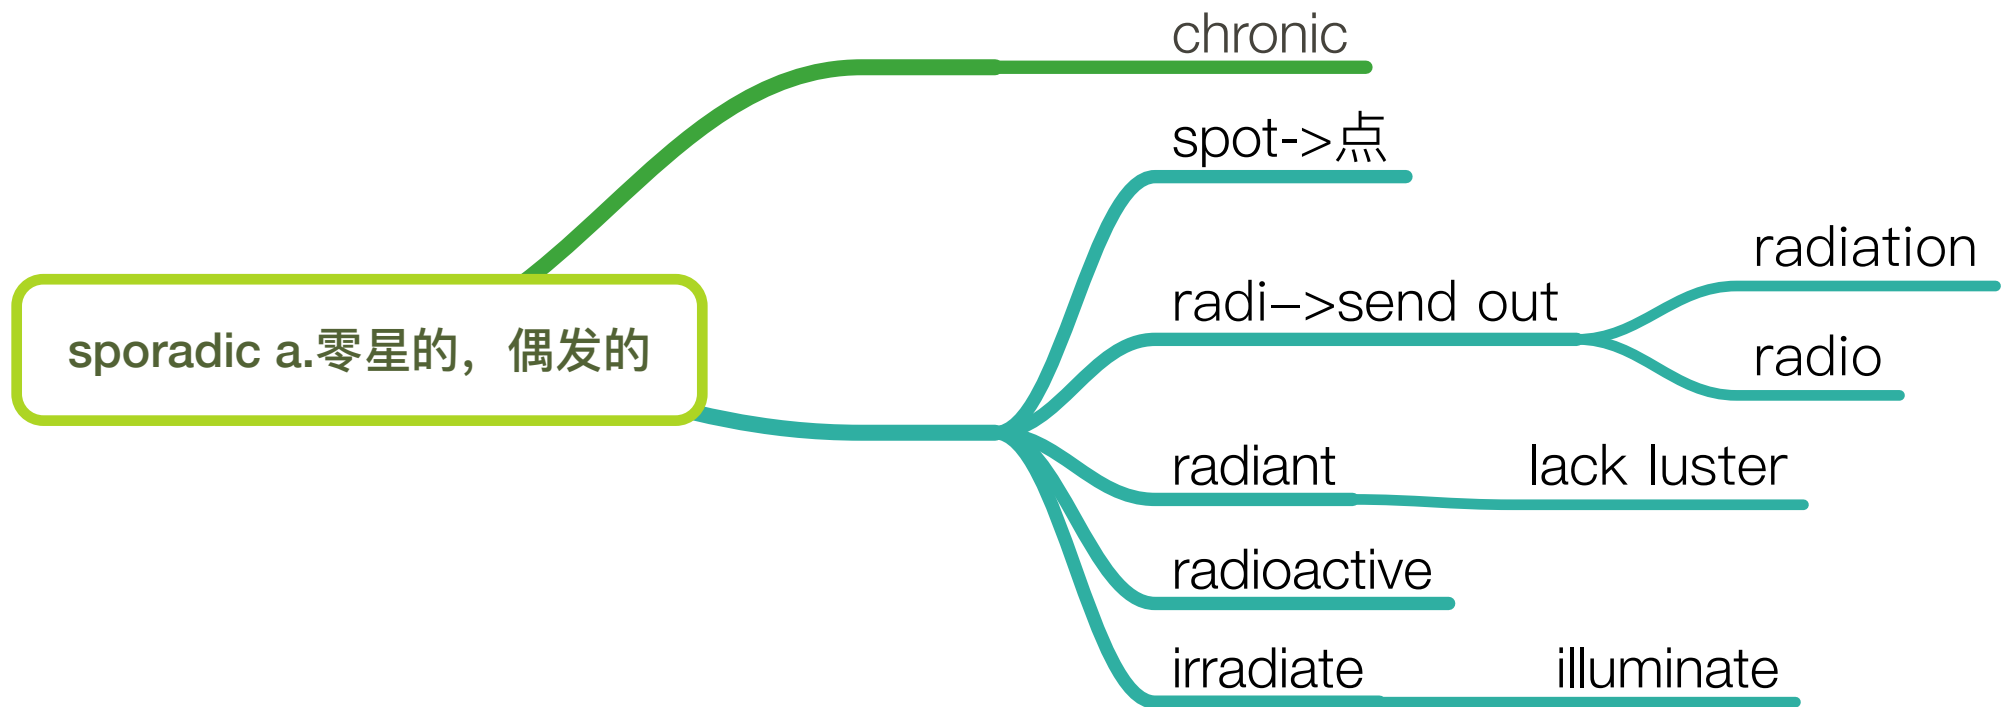 chronic
spot->点
radiation
radi–>send out
radio
sporadic a.零星的，偶发的
radiant
lack luster
radioactive
irradiate
illuminate